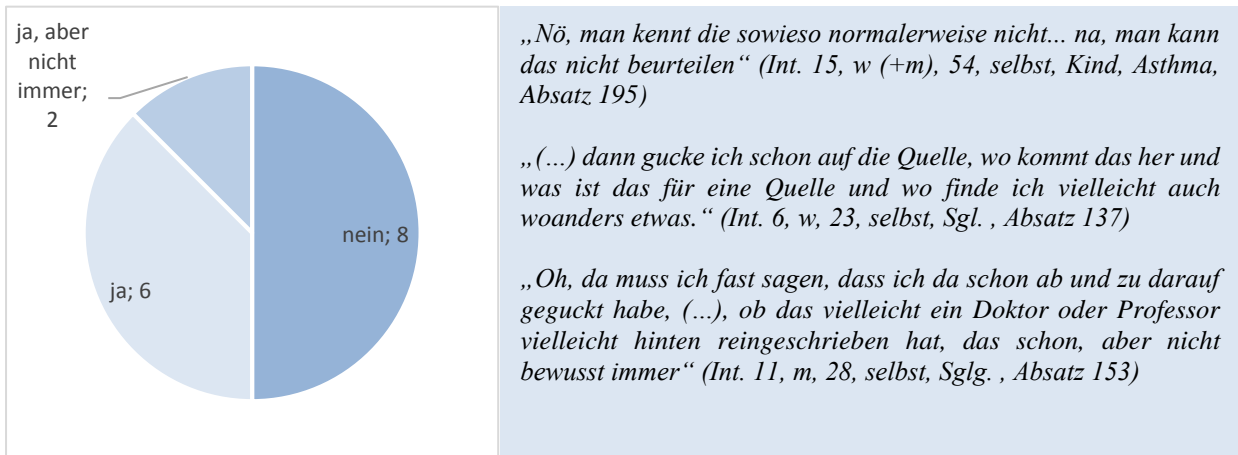 ja, aber
nicht
immer;
2
nein; 8
ja; 6
„Nö, man kennt die sowieso normalerweise nicht... na, man kann
das nicht beurteilen“ (Int. 15, w (+m), 54, selbst, Kind, Asthma,
Absatz 195)
„(...) dann gucke ich schon auf die Quelle, wo kommt das her und
was ist das für eine Quelle und wo finde ich vielleicht auch
woanders etwas.“ (Int. 6, w, 23, selbst, Sgl. , Absatz 137)
„Oh, da muss ich fast sagen, dass ich da schon ab und zu darauf
geguckt habe, (...), ob das vielleicht ein Doktor oder Professor
vielleicht hinten reingeschrieben hat, das schon, aber nicht
bewusst immer“ (Int. 11, m, 28, selbst, Sglg. , Absatz 153)